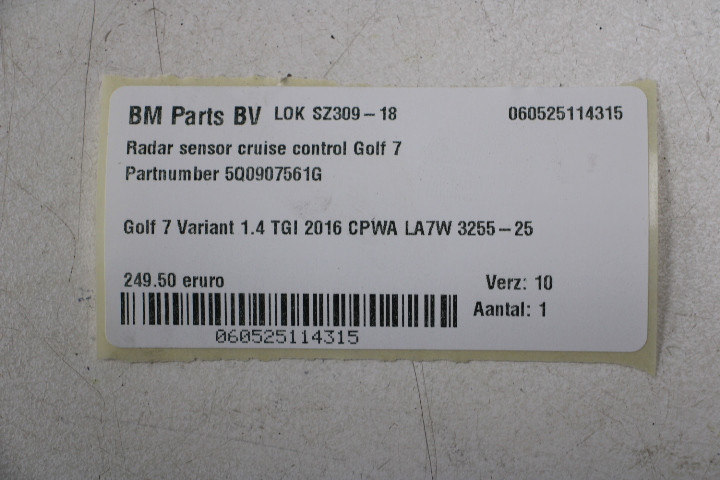 BM Parts BV LOK SZ309-18 060525114315
Radar sensor cruise control Golf 7
Partnumber 5Q0907561G
Golf 7 Variant 1.4 TGI 2016 CPWA LA7W 3255-25
249.50 eruro Verz: 10
Aantal: 1
060525114315